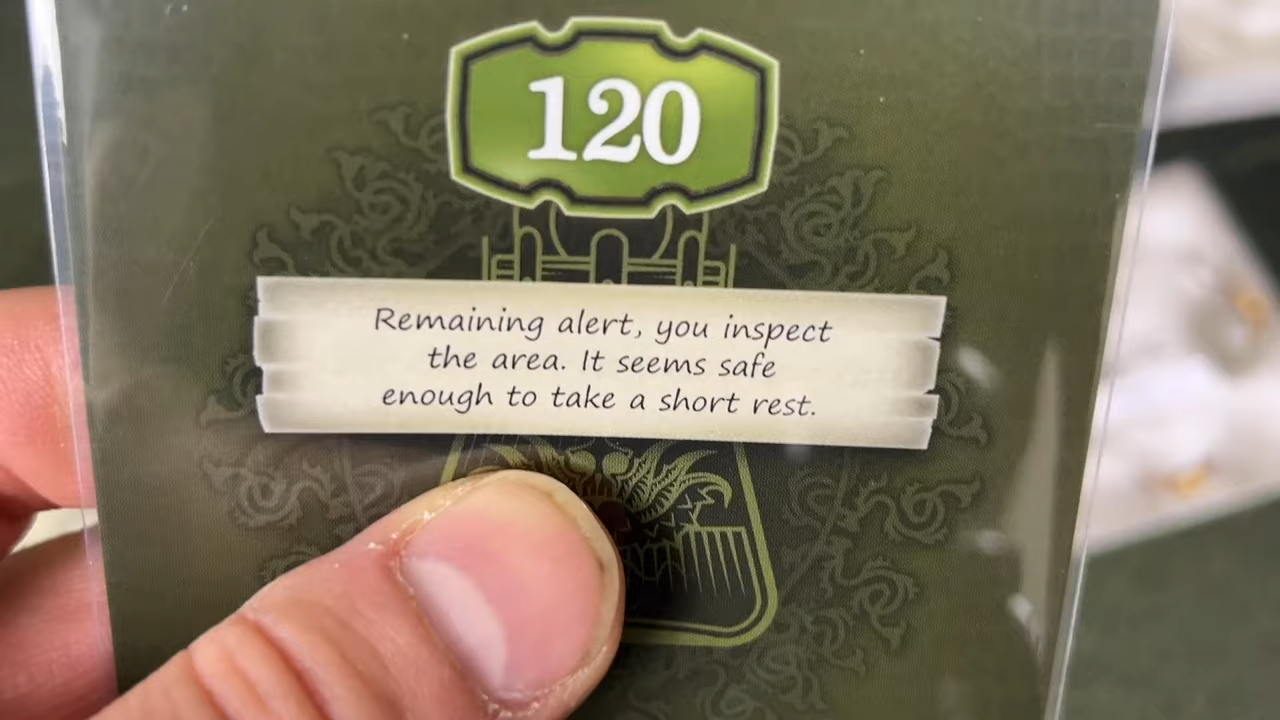 120
Remaining alert, you inspect
the area. It seems safe
enough to take a short rest.